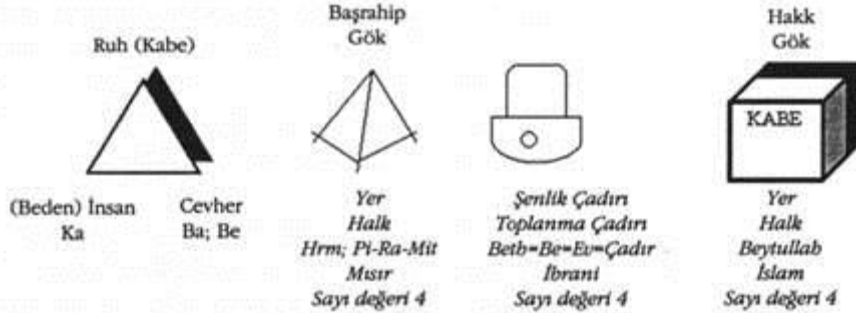 Ruh (Kabe)
(Beden) İnsan
Ka
Cevher
Ba; Be
Başrahip
Gök
Yer
Halk
Hrm; Pi-Ra-Mit
Mısır
Sayı değeri 4
Şenlik Çadırı
Toplanma Çadırı
Beth=Be=Ev=Çadır
İbrani
Sayı değeri 4
Hakk
Gök
KABE
Yer
Halk
Beytullah
İslam
Sayı değeri 4